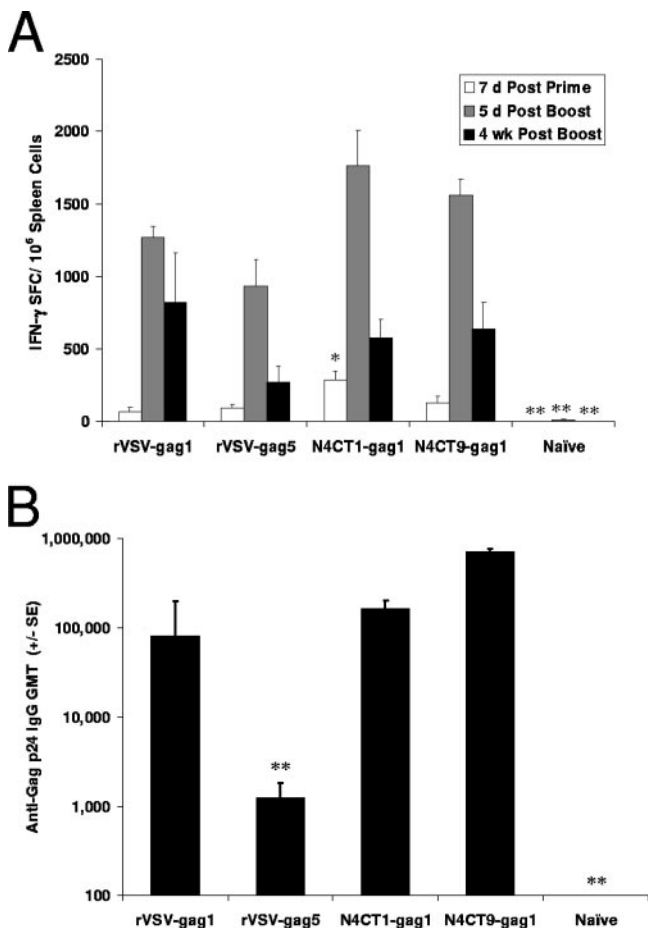 A
2500
2000
1500
1000
500
0
IFN-γ SFC/ 10⁶ Spleen Cells
7 d Post Prime
5 d Post Boost
4 wk Post Boost
*
** ** **
rVSV-gag1 rVSV-gag5 N4CT1-gag1 N4CT9-gag1 Naïve
B
1,000,000
100,000
10,000
1,000
100
Anti-Gag p24 IgG GMT (+/- SE)
**
**
rVSV-gag1 rVSV-gag5 N4CT1-gag1 N4CT9-gag1 Naïve